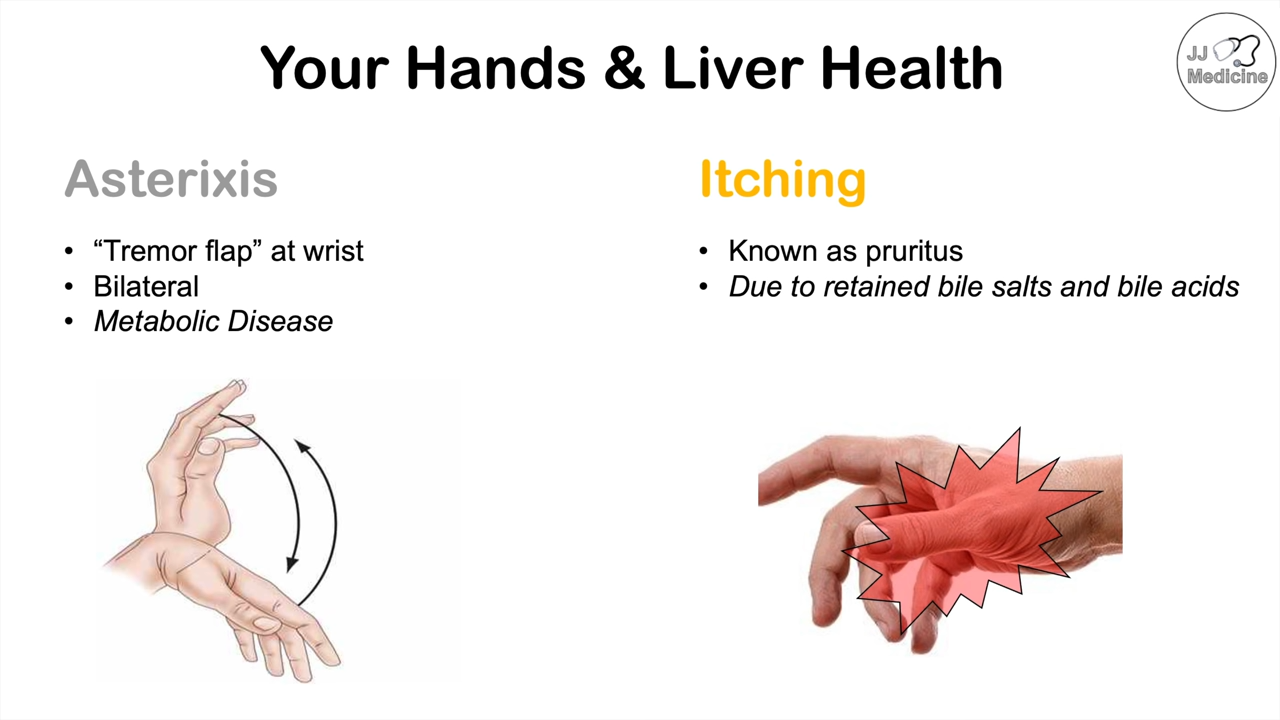 Your Hands & Liver Health
JJ
Medicine
Asterixis
• “Tremor flap” at wrist
• Bilateral
• Metabolic Disease
Itching
• Known as pruritus
• Due to retained bile salts and bile acids